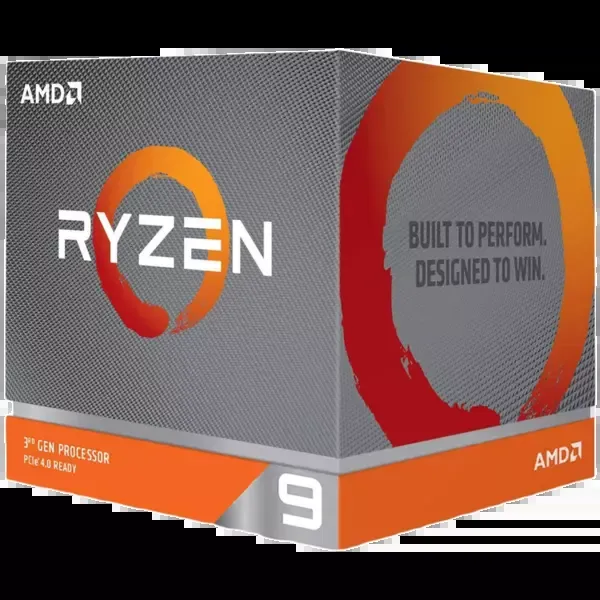 AMD
RYZEN
3RD GEN PROCESSOR
PCIe® 4.0 READY
9
BUILT TO PERFORM.
DESIGNED TO WIN.
AMD